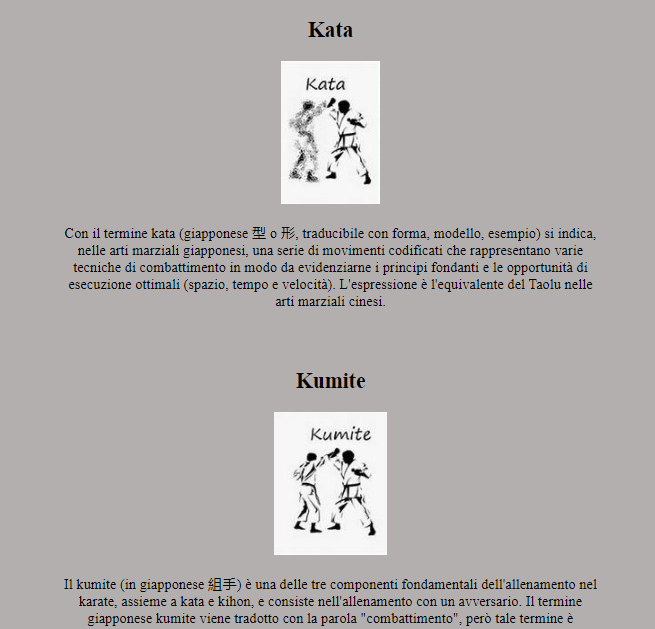 Kata
Kata
Con il termine kata (giapponese 型 o 形, traducibile con forma, modello, esempio) si indica,
nelle arti marziali giapponesi, una serie di movimenti codificati che rappresentano varie
tecniche di combattimento in modo da evidenziarne i principi fondanti e le opportunità di
esecuzione ottimali (spazio, tempo e velocità). L'espressione è l'equivalente del Taolu nelle
arti marziali cinesi.
Kumite
Kumite
Il kumite (in giapponese 組手) è una delle tre componenti fondamentali dell'allenamento nel
karate, assieme a kata e kihon, e consiste nell'allenamento con un avversario. Il termine
giapponese kumite viene tradotto con la parola "combattimento", però tale termine è